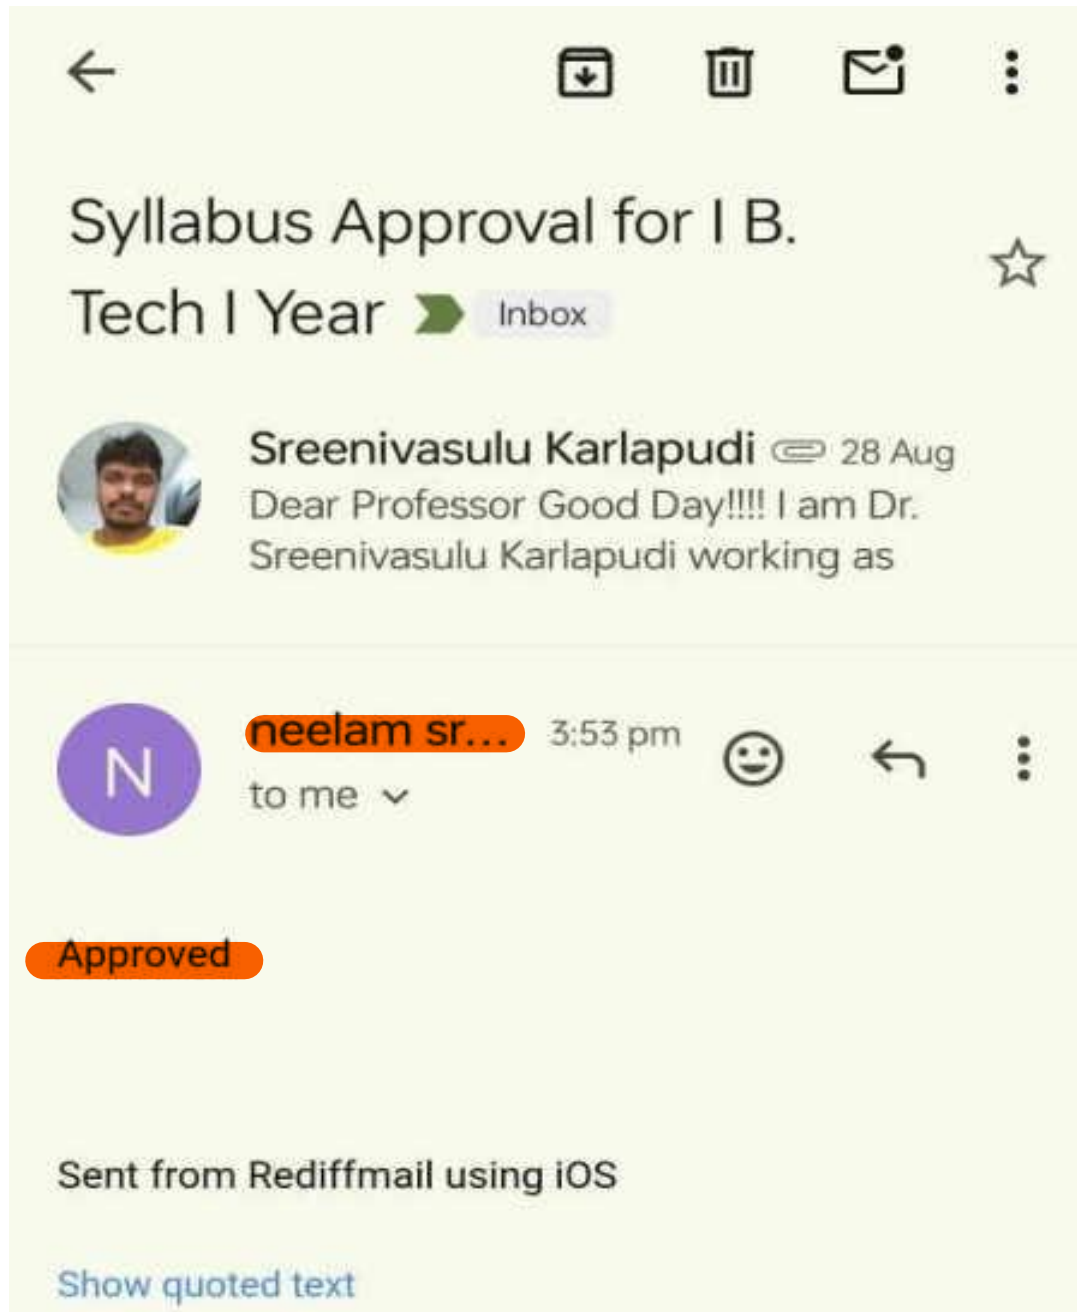 Syllabus Approval for I B.
Tech I Year Inbox
Sreenivasulu Karlapudi 28 Aug
Dear Professor Good Day!!!! I am Dr.
Sreenivasulu Karlapudi working as
N
neelam sr... 3:53 pm
to me
Approved
Sent from Rediffmail using iOS
Show quoted text